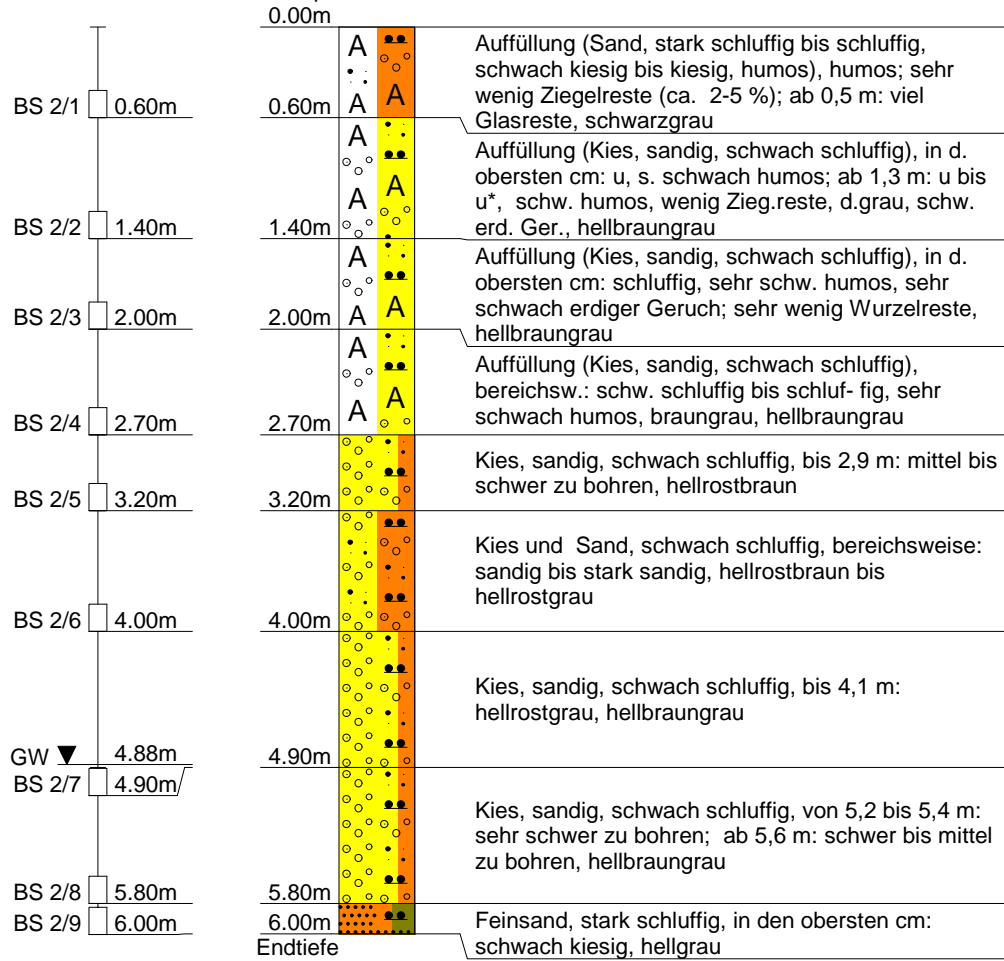 0.00m
A
Auffüllung (Sand, stark schluffig bis schluffig,
schwach kiesig bis kiesig, humos), humos; sehr
wenig Ziegelreste (ca. 2-5 %); ab 0,5 m: viel
Glasreste, schwarzgrau
BS 2/1 0.60m 0.60m A A
A
Auffüllung (Kies, sandig, schwach schluffig), in d.
obersten cm: u, s. schwach humos; ab 1,3 m: u bis
u*, schw. humos, wenig Zieg.reste, d.grau, schw.
erd. Ger., hellbraungrau
A A
BS 2/2 1.40m 1.40m A
A
Auffüllung (Kies, sandig, schwach schluffig), in d.
obersten cm: schluffig, sehr schw. humos, sehr
schwach erdiger Geruch; sehr wenig Wurzelreste,
hellbraungrau
BS 2/3 2.00m 2.00m A A
A
Auffüllung (Kies, sandig, schwach schluffig),
bereichsw.: schw. schluffig bis schluf- fig, sehr
schwach humos, braungrau, hellbraungrau
BS 2/4 2.70m 2.70m A A
Kies, sandig, schwach schluffig, bis 2,9 m: mittel bis
schwer zu bohren, hellrostbraun
BS 2/5 3.20m 3.20m
Kies und Sand, schwach schluffig, bereichsweise:
sandig bis stark sandig, hellrostbraun bis
hellrostgrau
BS 2/6 4.00m 4.00m
Kies, sandig, schwach schluffig, bis 4,1 m:
hellrostgrau, hellbraungrau
GW 4.88m 4.90m
BS 2/7 4.90m
Kies, sandig, schwach schluffig, von 5,2 bis 5,4 m:
sehr schwer zu bohren; ab 5,6 m: schwer bis mittel
zu bohren, hellbraungrau
BS 2/8 5.80m 5.80m
BS 2/9 6.00m 6.00m
Feinsand, stark schluffig, in den obersten cm:
schwach kiesig, hellgrau
Endtiefe